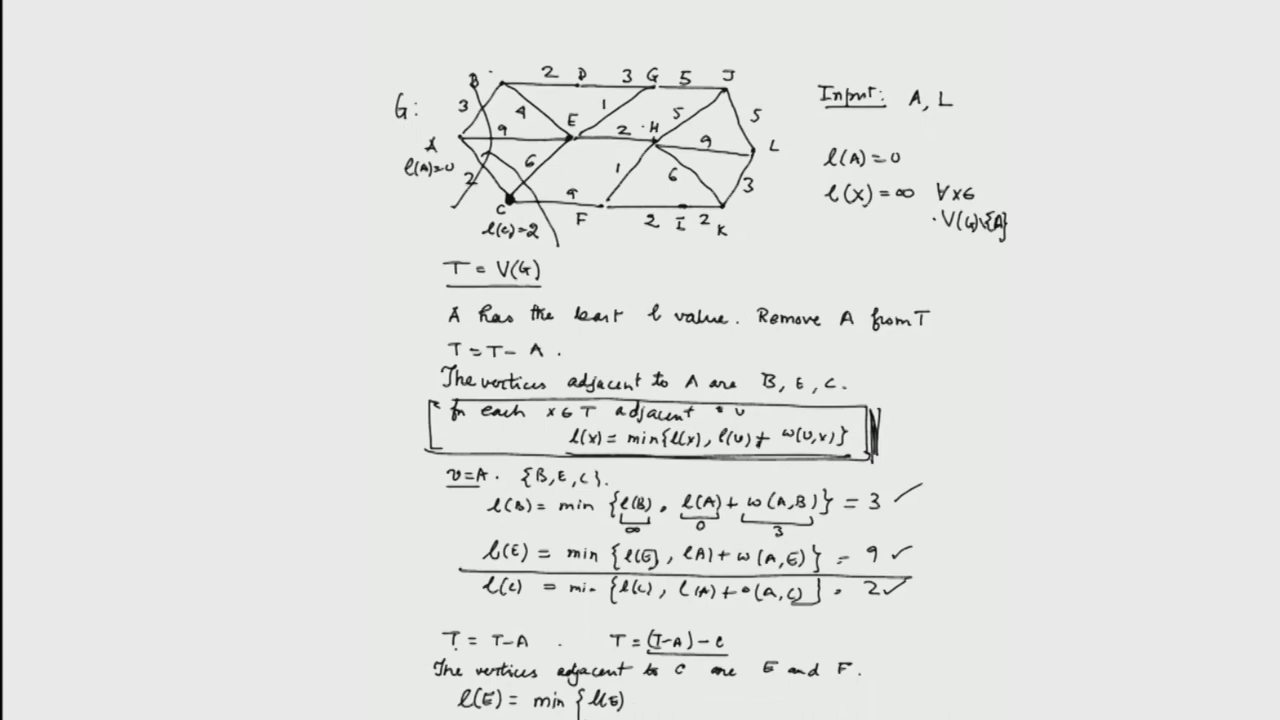 G:
B 2 D 3 G 5 J
3 4 1 5 5
A 9 E 2 H 9 L
l(A)=0
2 6 1 6 3
C 9 F 2 I 2 K
l(C)=2
Input: A, L
l(A)=0
l(x)=∞ ∀x∈
V(G)\{A}
T = V(G)
A has the least l value. Remove A from T
T = T- A .
The vertices adjacent to A are B, E, C.
for each x∈T adjacent to v
l(x) = min{l(x), l(v)+ w(v,x)}
v=A. {B,E,C}.
l(B) = min {l(B), l(A)+ w(A,B)} = 3 ✓
∞ 0 3
l(E) = min {l(E), l(A)+w(A,E)} = 9 ✓
l(C) = min {l(C), l(A)+w(A,C)} = 2 ✓
T = T-A . T = (T-A) - C
The vertices adjacent to C are E and F.
l(E) = min { l(E)